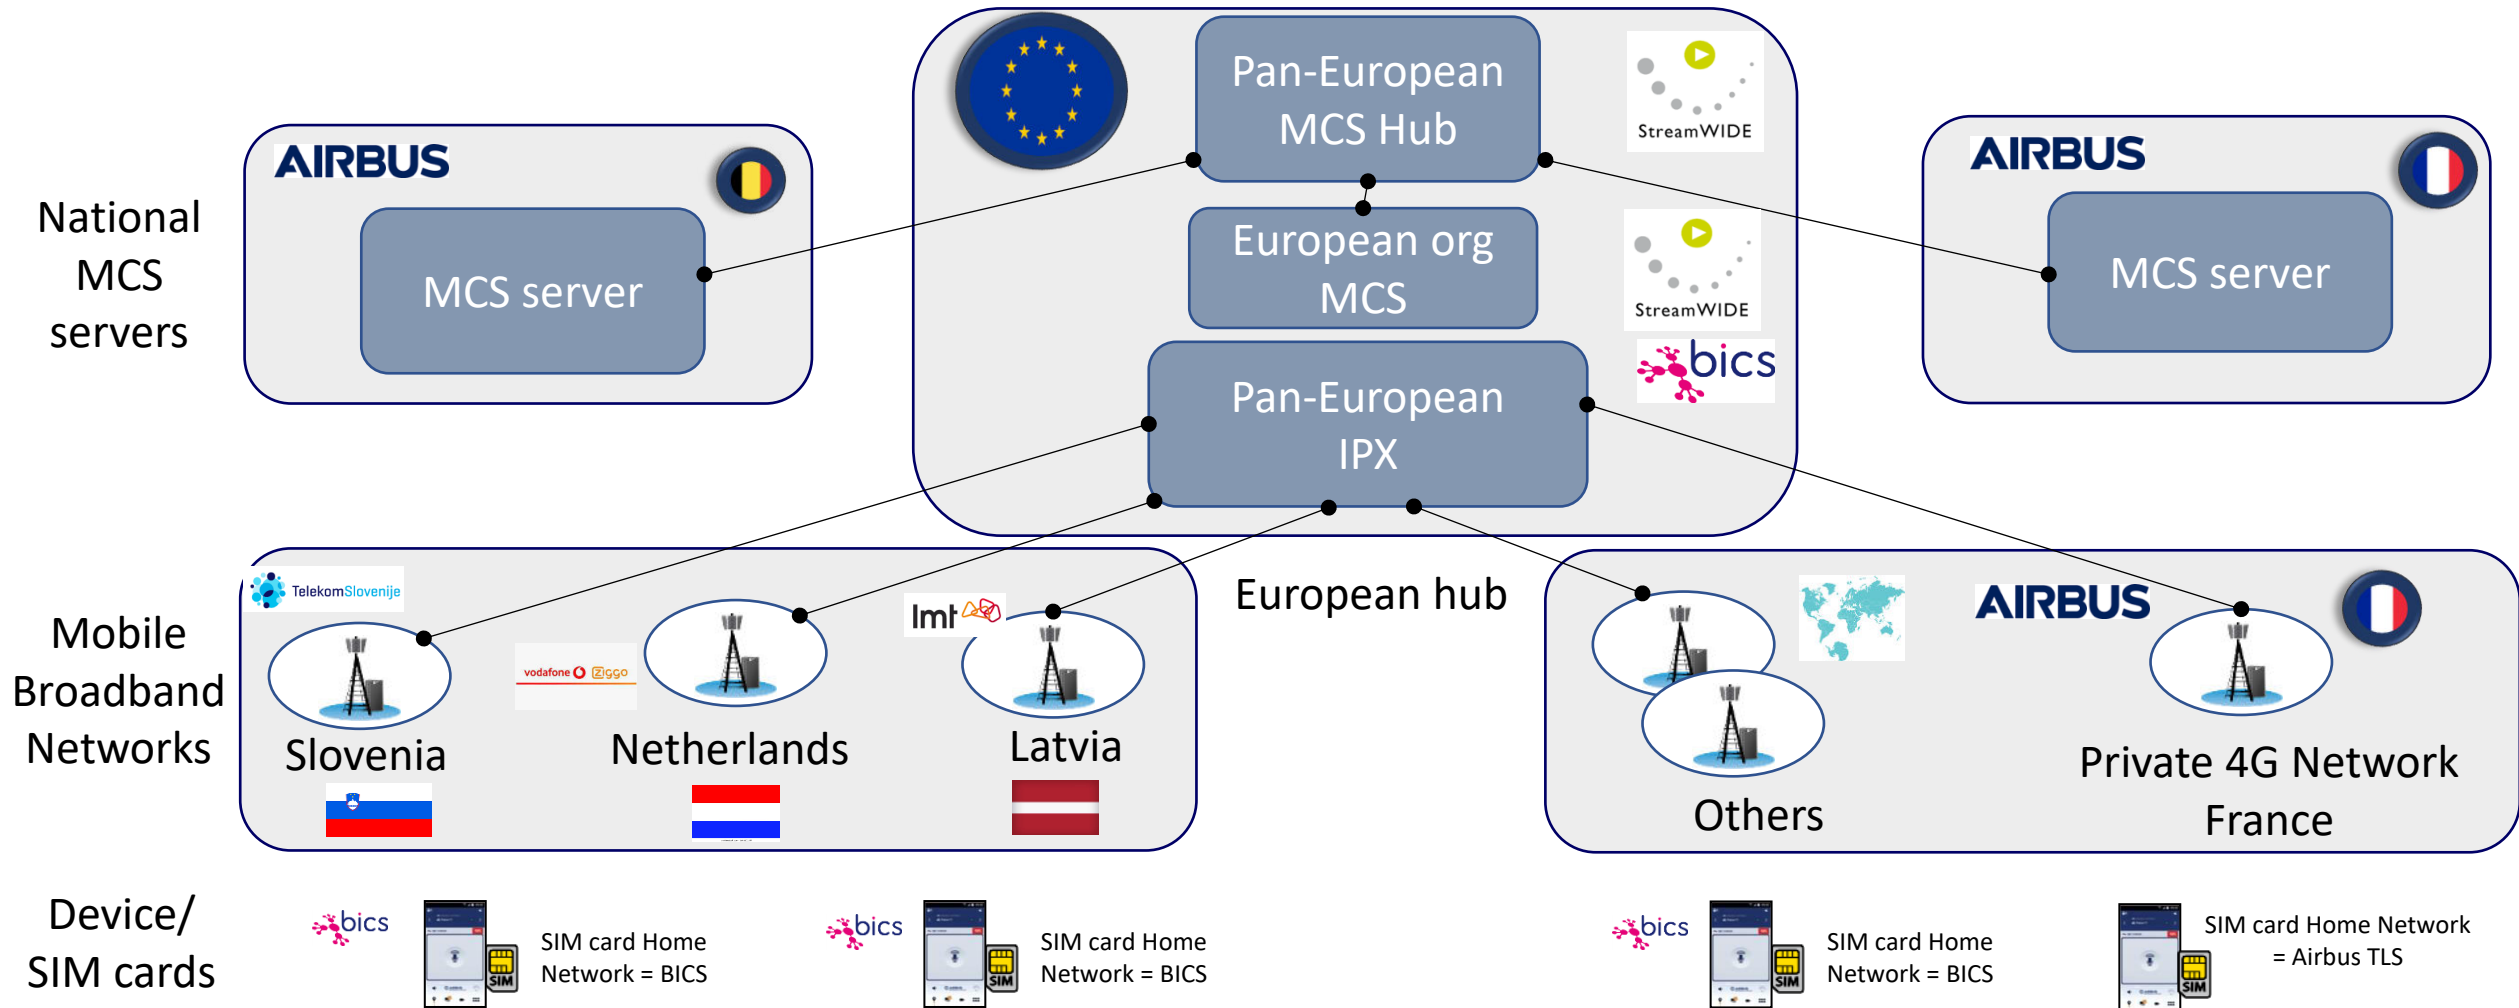 Pan-European
MCS Hub
StreamWIDE
AIRBUS
AIRBUS
National
MCS
servers
MCS server
European org
MCS
StreamWIDE
MCS server
bics
Pan-European
IPX
European hub
TelekomSlovenije
lmt
AIRBUS
Mobile
Broadband
Networks
vodafone ziggo
Slovenia
Netherlands
Latvia
Others
Private 4G Network
France
Device/
SIM cards
bics
SIM
SIM card Home
Network = BICS
bics
SIM
SIM card Home
Network = BICS
bics
SIM
SIM card Home
Network = BICS
SIM
SIM card Home Network
= Airbus TLS